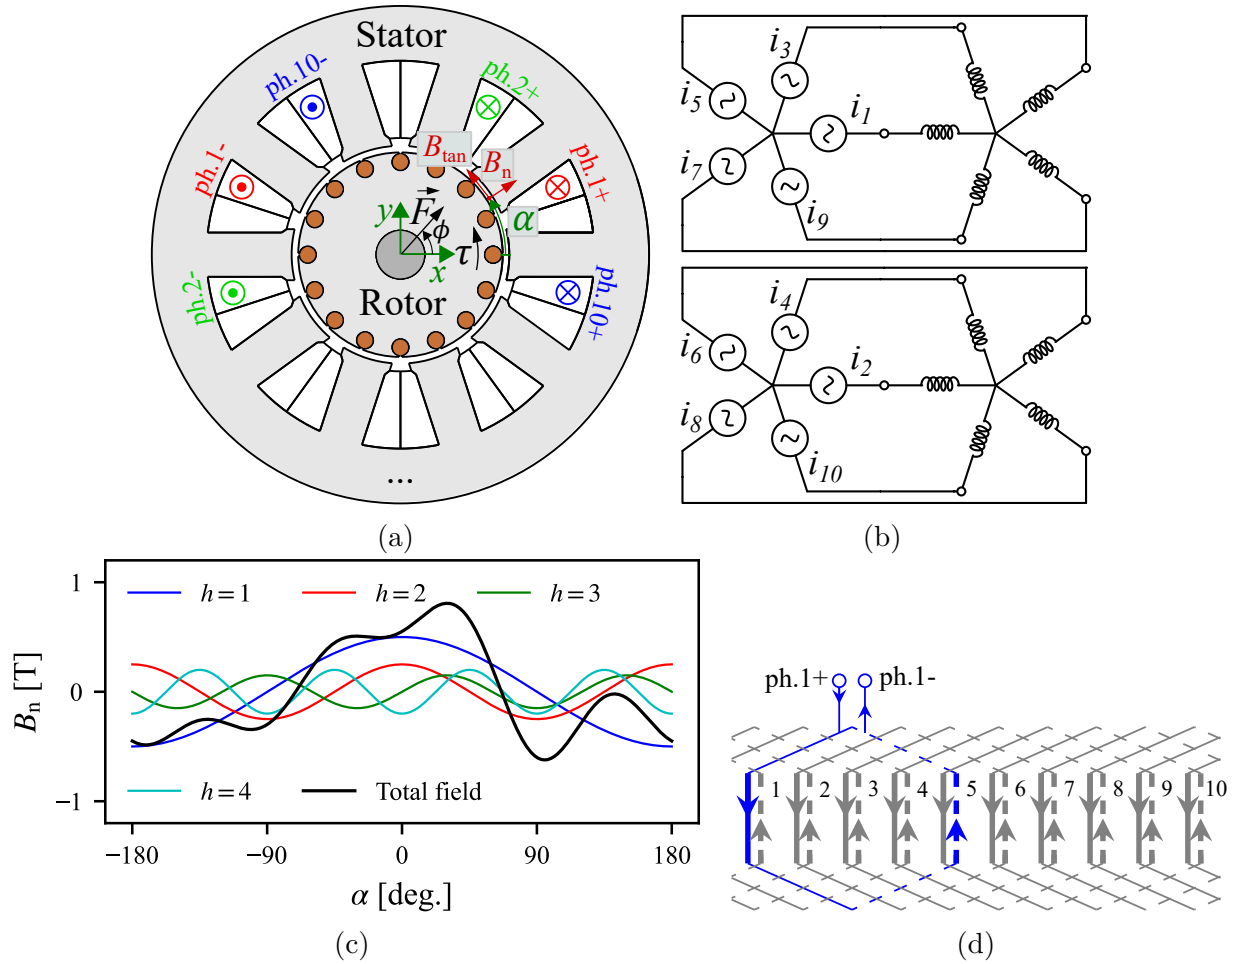 Stator
ph.10-
ph.2+
ph.1-
B_tan
B_n
ph.1+
F
α
y
ϕ
τ
x
ph.2-
Rotor
ph.10+
...
(a)
i_3
i_5
i_1
i_7
i_9
i_4
i_6
i_2
i_8
i_10
(b)
1
h = 1
h = 2
h = 3
B_n [T]
0
h = 4
Total field
−1
−180
−90
0
90
180
α [deg.]
(c)
ph.1+
ph.1-
1 2 3 4 5 6 7 8 9 10
(d)